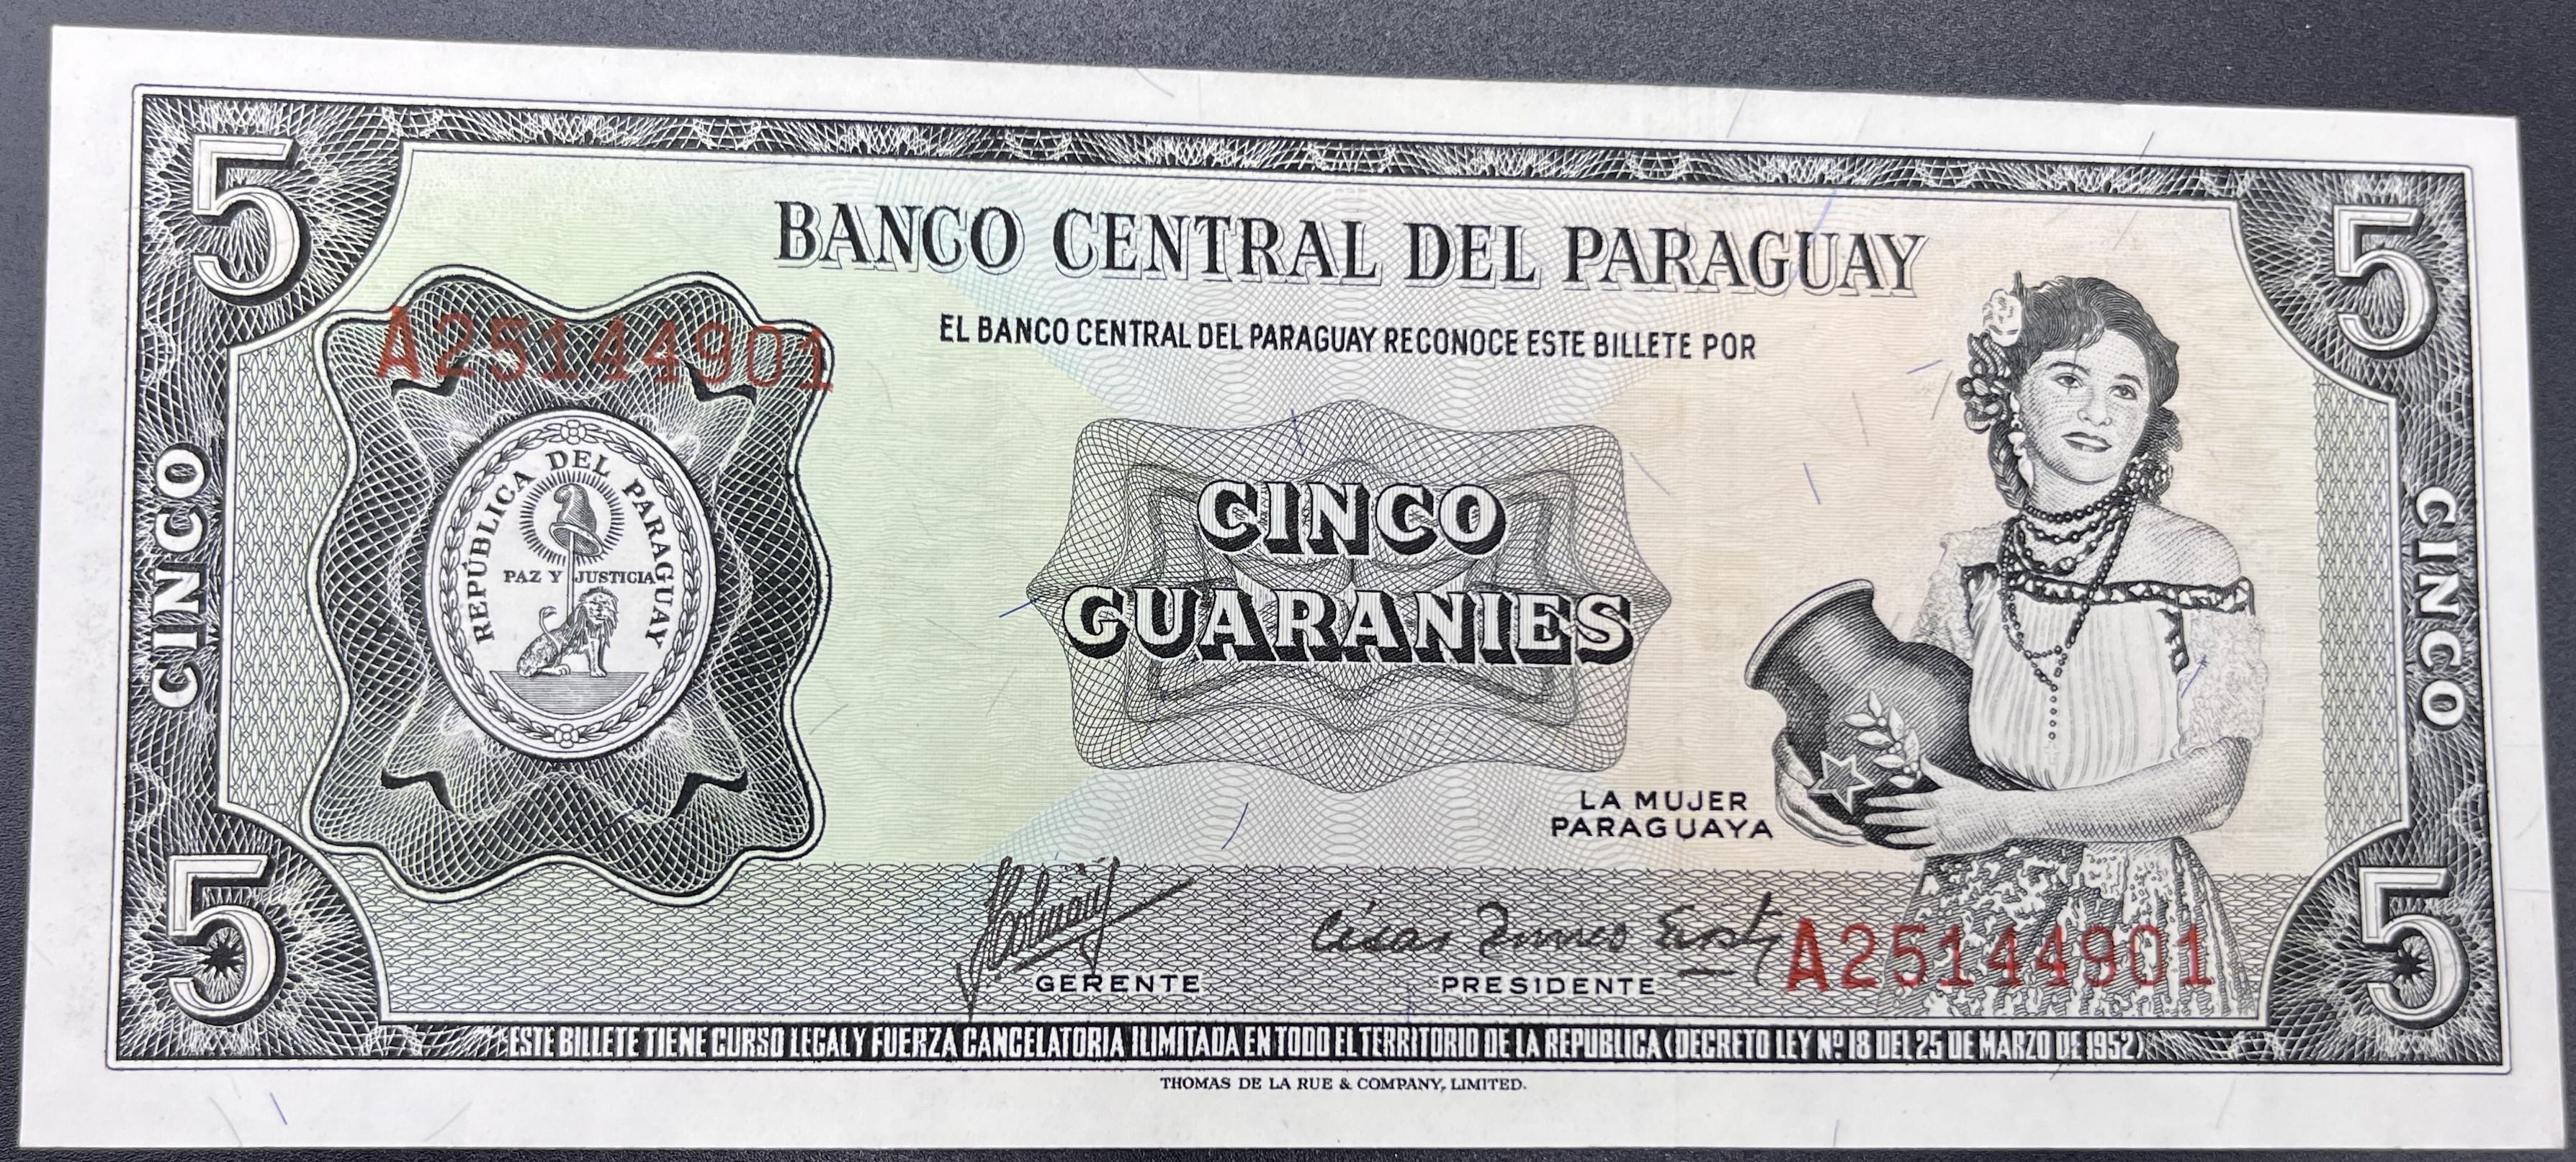 5
5
BANCO CENTRAL DEL PARAGUAY
A25144901
EL BANCO CENTRAL DEL PARAGUAY RECONOCE ESTE BILLETE POR
CINCO
REPÚBLICA DEL PARAGUAY
PAZ Y JUSTICIA
CINCO
GUARANIES
CINCO
LA MUJER
PARAGUAYA
5
5
César
A25144901
GERENTE
PRESIDENTE
ESTE BILLETE TIENE CURSO LEGAL Y FUERZA CANCELATORIA ILIMITADA EN TODO EL TERRITORIO DE LA REPUBLICA (DECRETO LEY Nº 18 DEL 25 DE MARZO DE 1952)
THOMAS DE LA RUE & COMPANY, LIMITED.